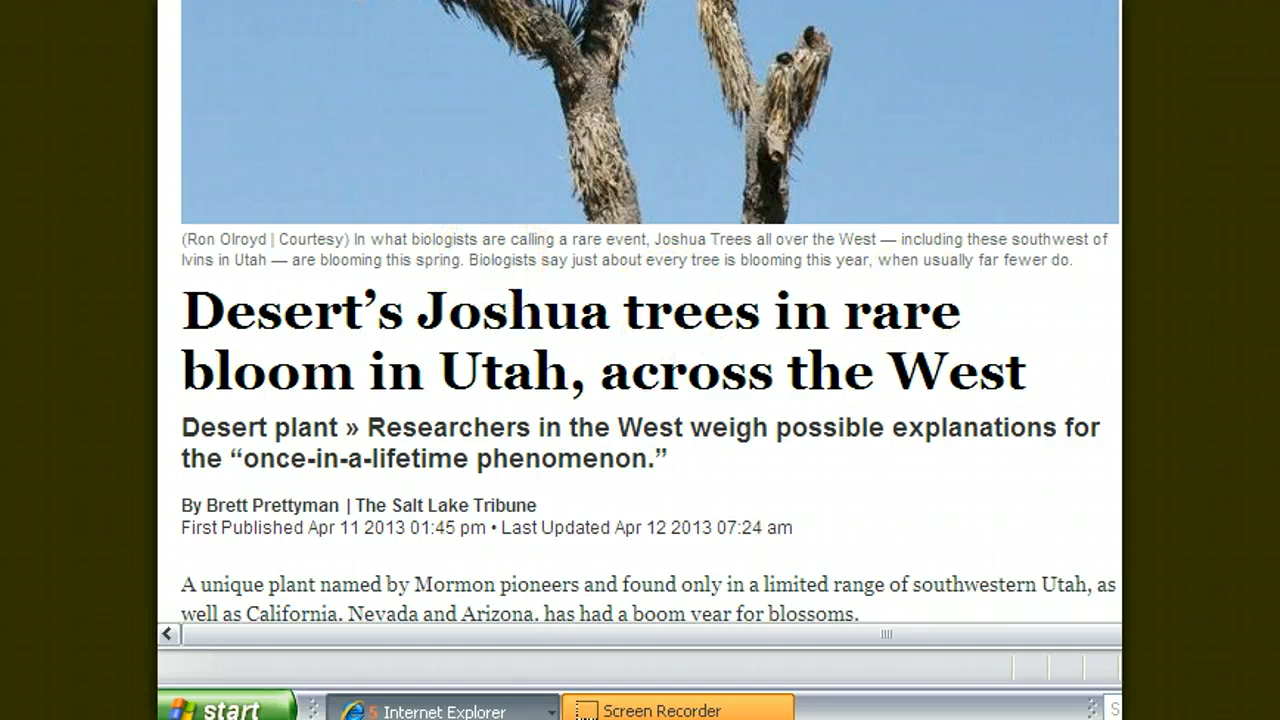 (Ron Olroyd | Courtesy) In what biologists are calling a rare event, Joshua Trees all over the West — including these southwest of
Ivins in Utah — are blooming this spring. Biologists say just about every tree is blooming this year, when usually far fewer do.
Desert’s Joshua trees in rare
bloom in Utah, across the West
Desert plant » Researchers in the West weigh possible explanations for
the “once-in-a-lifetime phenomenon.”
By Brett Prettyman | The Salt Lake Tribune
First Published Apr 11 2013 01:45 pm • Last Updated Apr 12 2013 07:24 am
A unique plant named by Mormon pioneers and found only in a limited range of southwestern Utah, as
well as California, Nevada and Arizona, has had a boom year for blossoms.
start 5 Internet Explorer Screen Recorder S